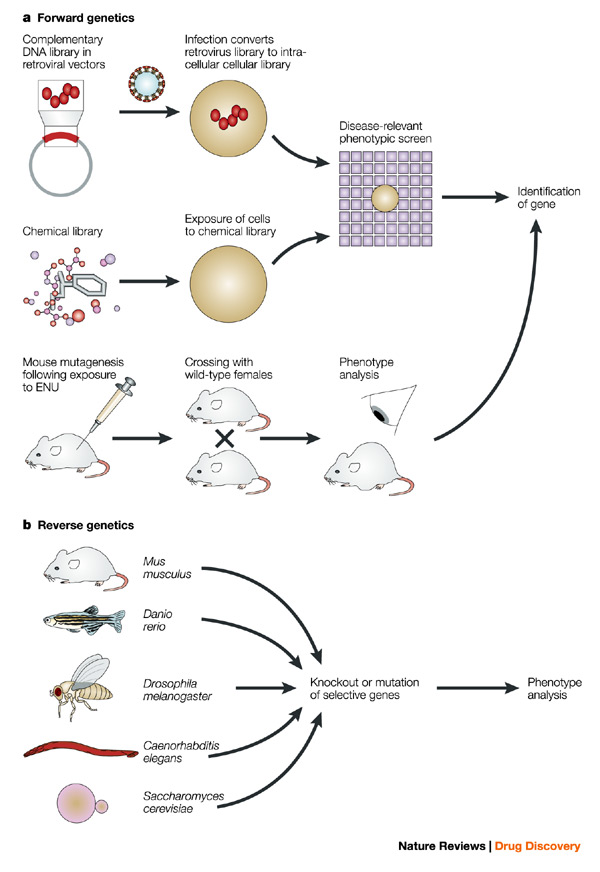 a Forward genetics
Complementary
DNA library in
retroviral vectors
Infection converts
retrovirus library to intra-
cellular cellular library
Disease-relevant
phenotypic screen
Identification
of gene
Chemical library
Exposure of cells
to chemical library
Mouse mutagenesis
following exposure
to ENU
Crossing with
wild-type females
Phenotype
analysis
b Reverse genetics
Mus
musculus
Danio
rerio
Drosophila
melanogaster
Caenorhabditis
elegans
Saccharomyces
cerevisiae
Knockout or mutation
of selective genes
Phenotype
analysis
Nature Reviews | Drug Discovery